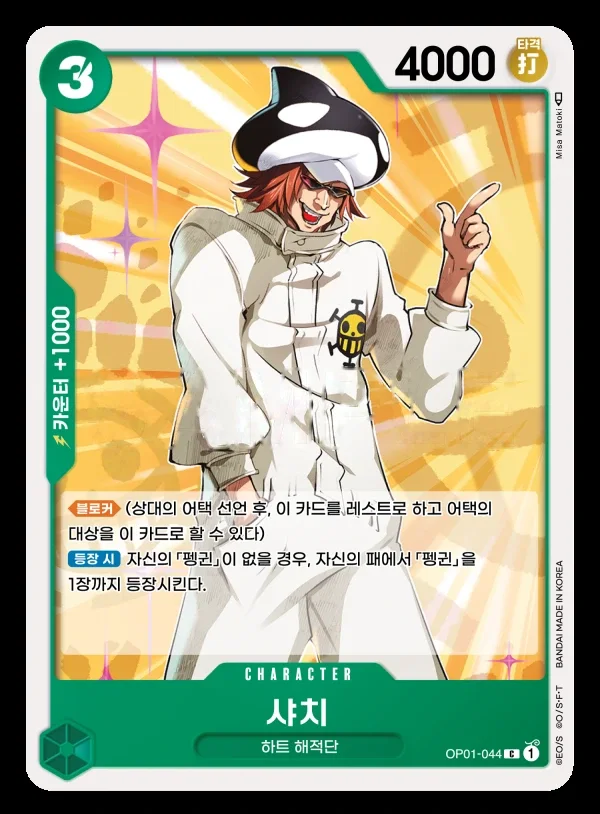 3
4000
타격
打
Misa Matoki
카운터 +1000
블로커 (상대의 어택 선언 후, 이 카드를 레스트로 하고 어택의
대상을 이 카드로 할 수 있다)
등장 시 자신의 「펭귄」이 없을 경우, 자신의 패에서 「펭귄」을
1장까지 등장시킨다.
CHARACTER
샤치
하트 해적단
OP01-044 C 1
©EO/S ©O/S·F·T BANDAI MADE IN KOREA